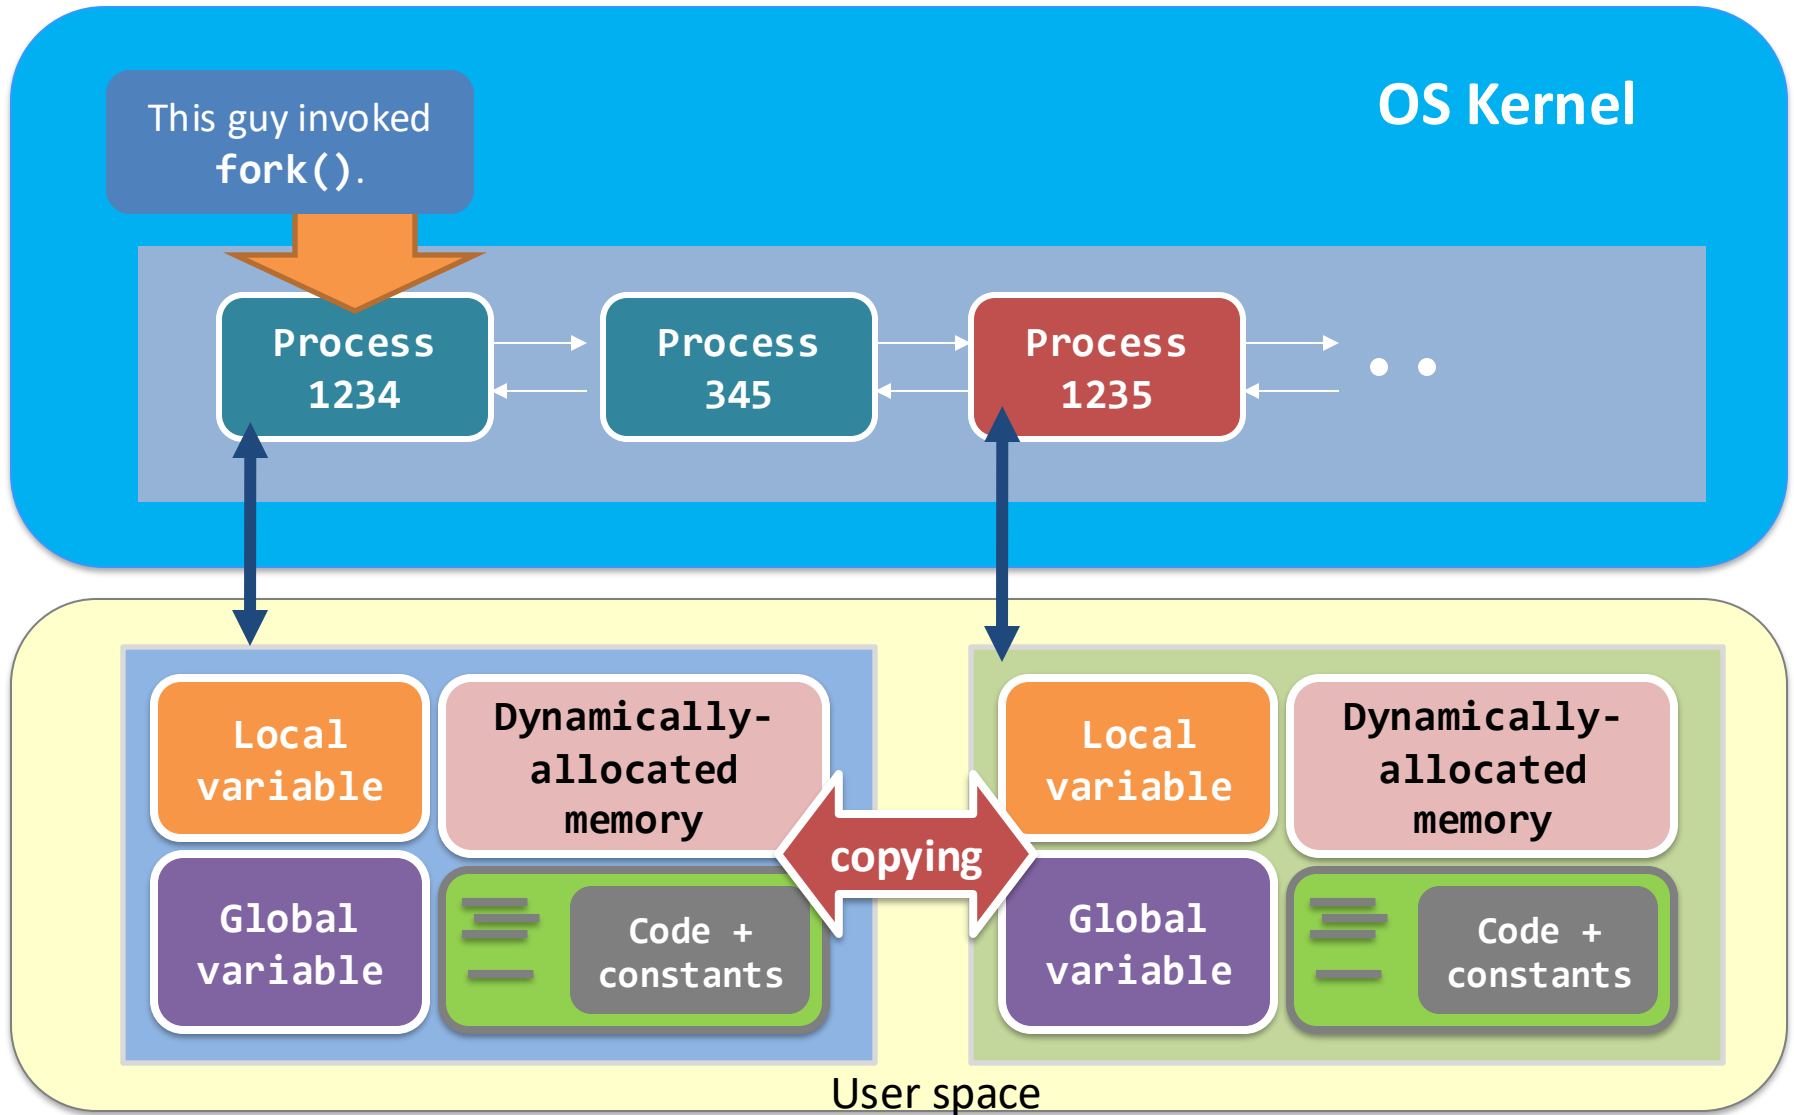 OS Kernel
This guy invoked
fork().
Process
1234
Process
345
Process
1235
Local
variable
Dynamically-
allocated
memory
Global
variable
Code +
constants
copying
Local
variable
Dynamically-
allocated
memory
Global
variable
Code +
constants
User space